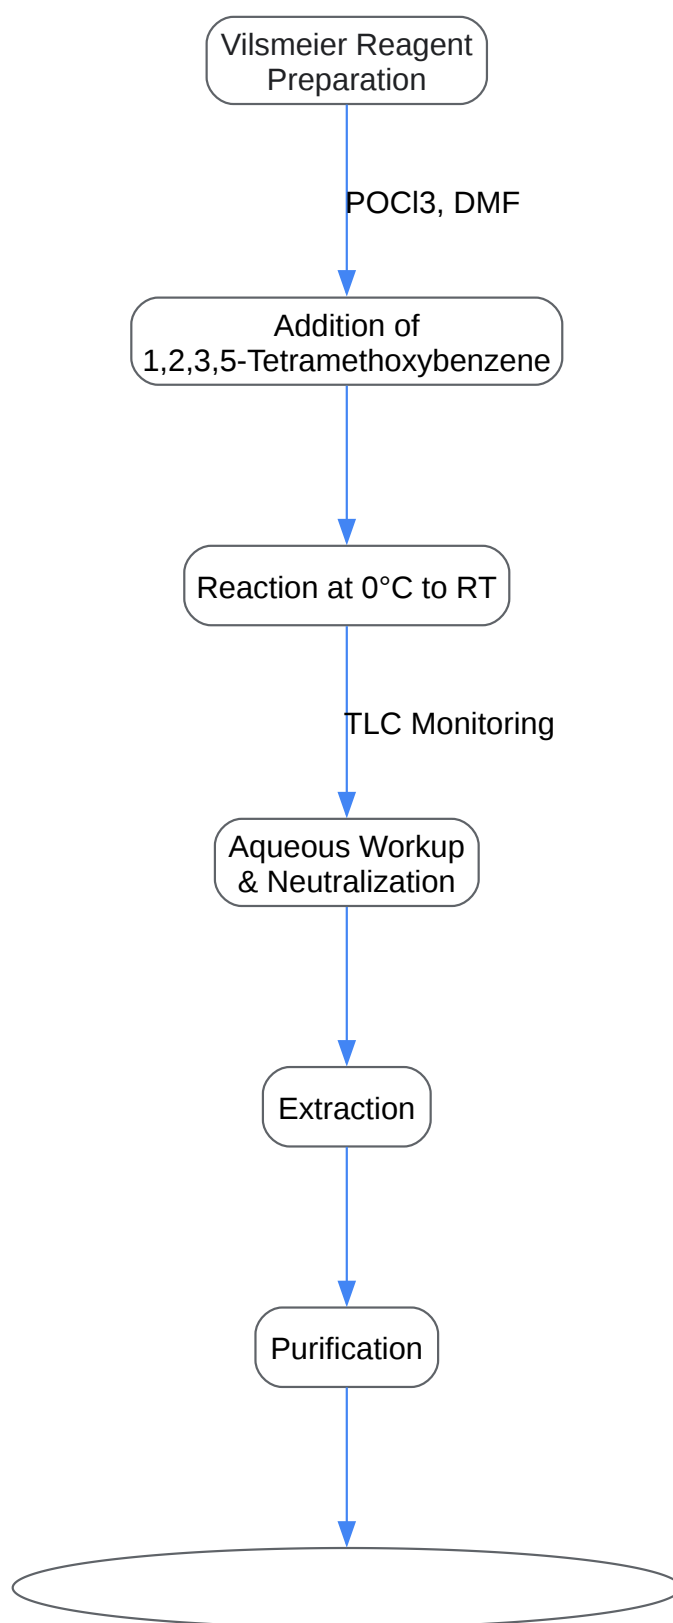 Vilsmeier Reagent
Preparation
POCl3, DMF
Addition of
1,2,3,5-Tetramethoxybenzene
Reaction at 0°C to RT
TLC Monitoring
Aqueous Workup
& Neutralization
Extraction
Purification